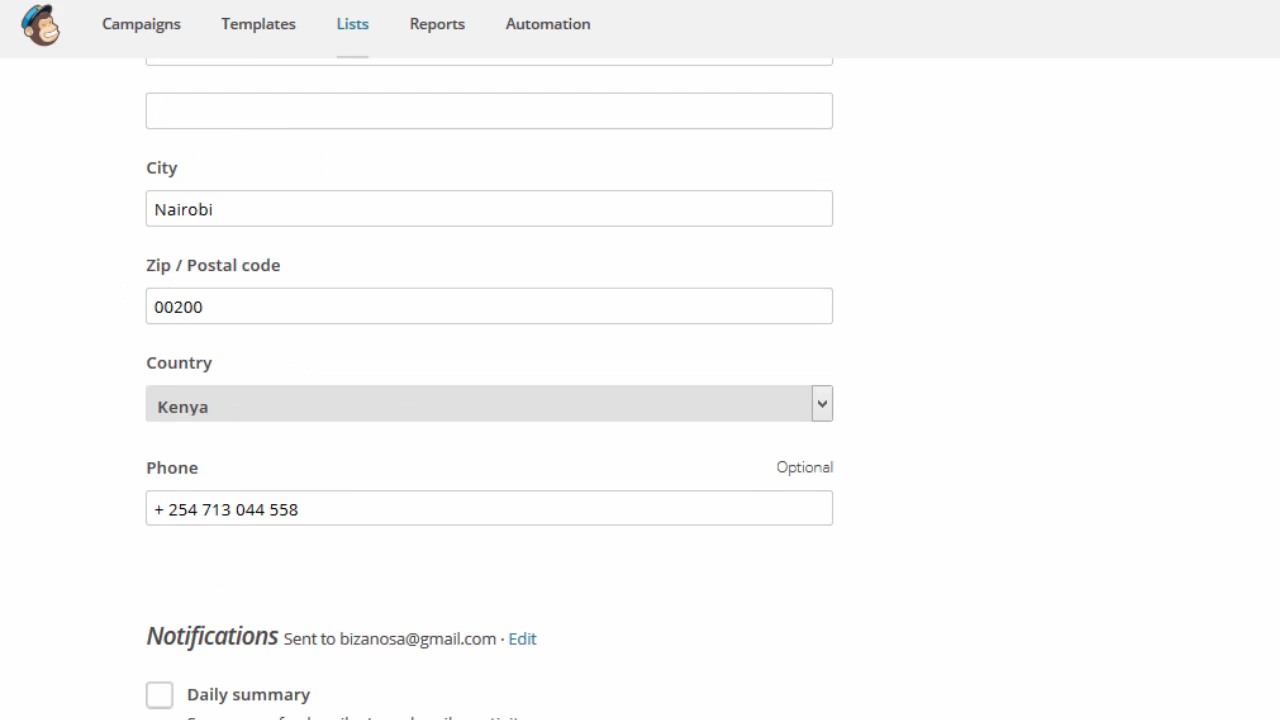 Campaigns Templates Lists Reports Automation
City
Nairobi
Zip / Postal code
00200
Country
Kenya
Phone Optional
+ 254 713 044 558
Notifications Sent to bizanosa@gmail.com · Edit
Daily summary